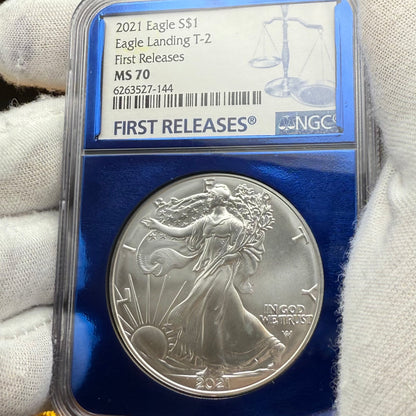 2021 Eagle S$1
Eagle Landing T-2
First Releases
MS 70
6263527-144
FIRST RELEASES®
NGC
LIBERTY
IN GOD
WE TRUST
2021